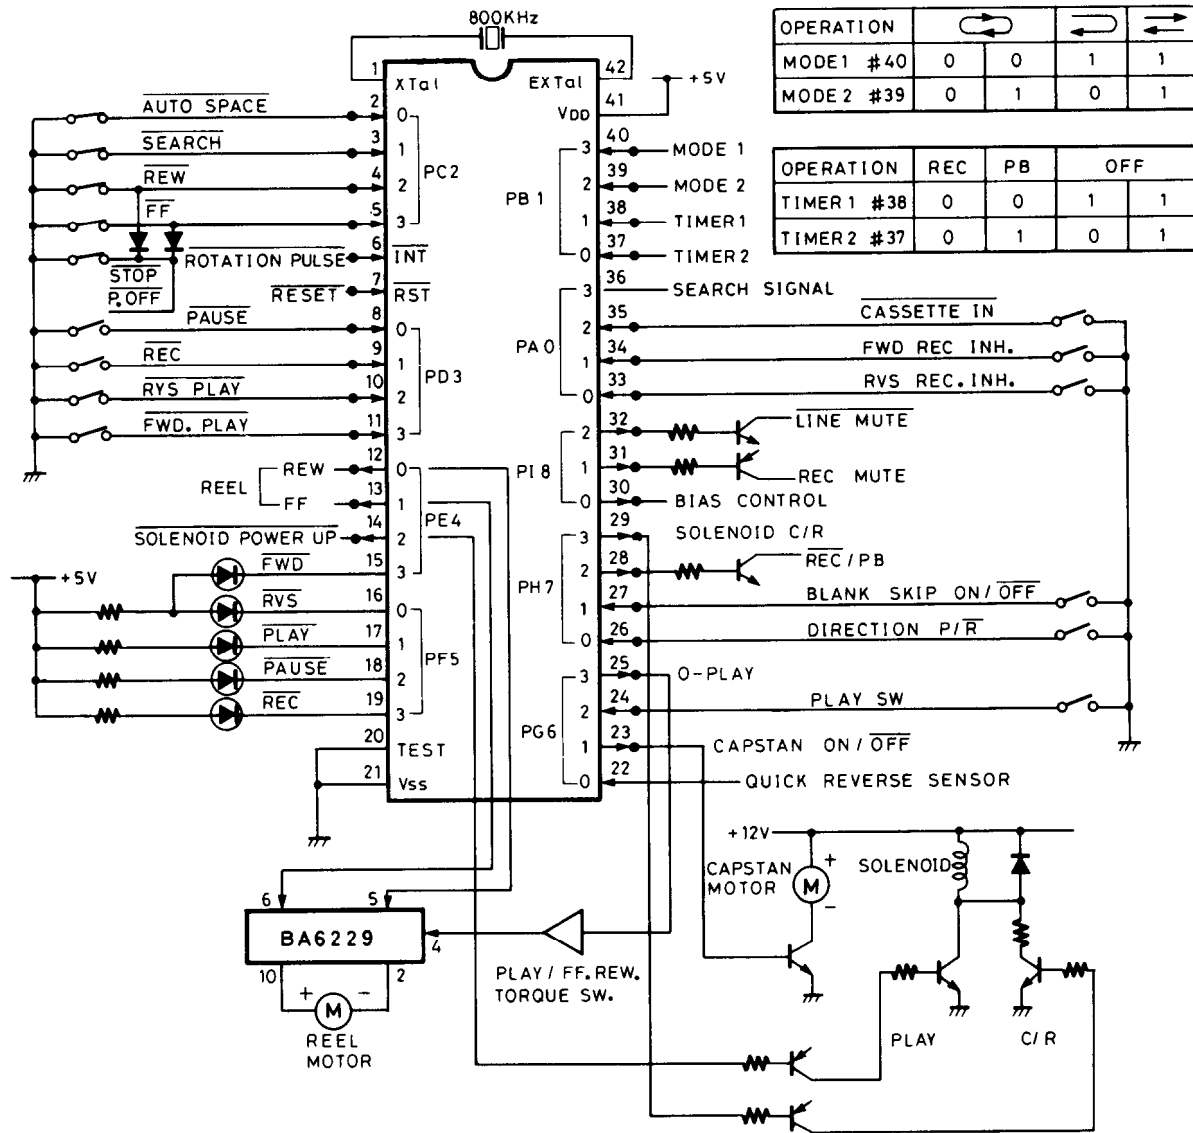 800KHz
OPERATION
MODE1 #40 0 0 1 1
MODE2 #39 0 1 0 1
OPERATION REC PB OFF
TIMER1 #38 0 0 1 1
TIMER2 #37 0 1 0 1
1 XTal
EXTal 42
+5V
VDD 41
AUTO SPACE 2 0
SEARCH 3 1
REW 4 2
FF 5 3
PC2
STOP
P.OFF
ROTATION PULSE 6 INT
RESET 7 RST
PAUSE 8 0
REC 9 1
RYS PLAY 10 2
FWD. PLAY 11 3
PD3
REEL
REW 12 0
FF 13 1
SOLENOID POWER UP 14 2
FWD 15 3
PE4
+5V
RVS 16 0
PLAY 17 1
PAUSE 18 2
REC 19 3
PF5
20 TEST
21 Vss
PB1
3 40 MODE 1
2 39 MODE 2
1 38 TIMER1
0 37 TIMER2
PA0
3 36 SEARCH SIGNAL
2 35 CASSETTE IN
1 34 FWD REC INH.
0 33 RVS REC.INH.
PI8
2 32 LINE MUTE
1 31 REC MUTE
0 30 BIAS CONTROL
PH7
3 29 SOLENOID C/R
2 28 REC/PB
1 27 BLANK SKIP ON/OFF
0 26 DIRECTION P/R
PG6
3 25 O-PLAY
2 24 PLAY SW
1 23 CAPSTAN ON/OFF
0 22 QUICK REVERSE SENSOR
+12V
CAPSTAN
MOTOR
+
M
-
SOLENOID
6 5
BA6229
4
10 2
+ -
M
REEL
MOTOR
PLAY/FF.REW.
TORQUE SW.
PLAY
C/R